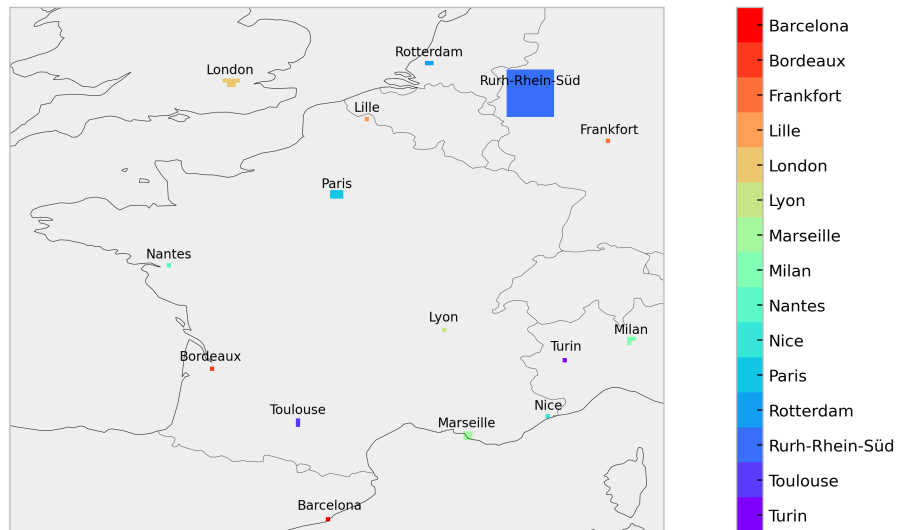 Rotterdam
London
Rurh-Rhein-Süd
Lille
Frankfort
Paris
Nantes
Lyon
Milan
Turin
Bordeaux
Nice
Toulouse
Marseille
Barcelona
Barcelona
Bordeaux
Frankfort
Lille
London
Lyon
Marseille
Milan
Nantes
Nice
Paris
Rotterdam
Rurh-Rhein-Süd
Toulouse
Turin